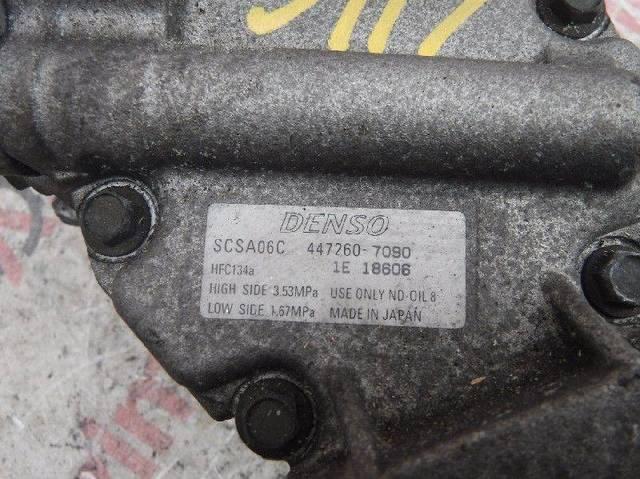 DENSO
SCSA06C 447260-7090
HFC134a 1E 18606
HIGH SIDE 3.53MPa USE ONLY ND-OIL 8
LOW SIDE 1.67MPa MADE IN JAPAN